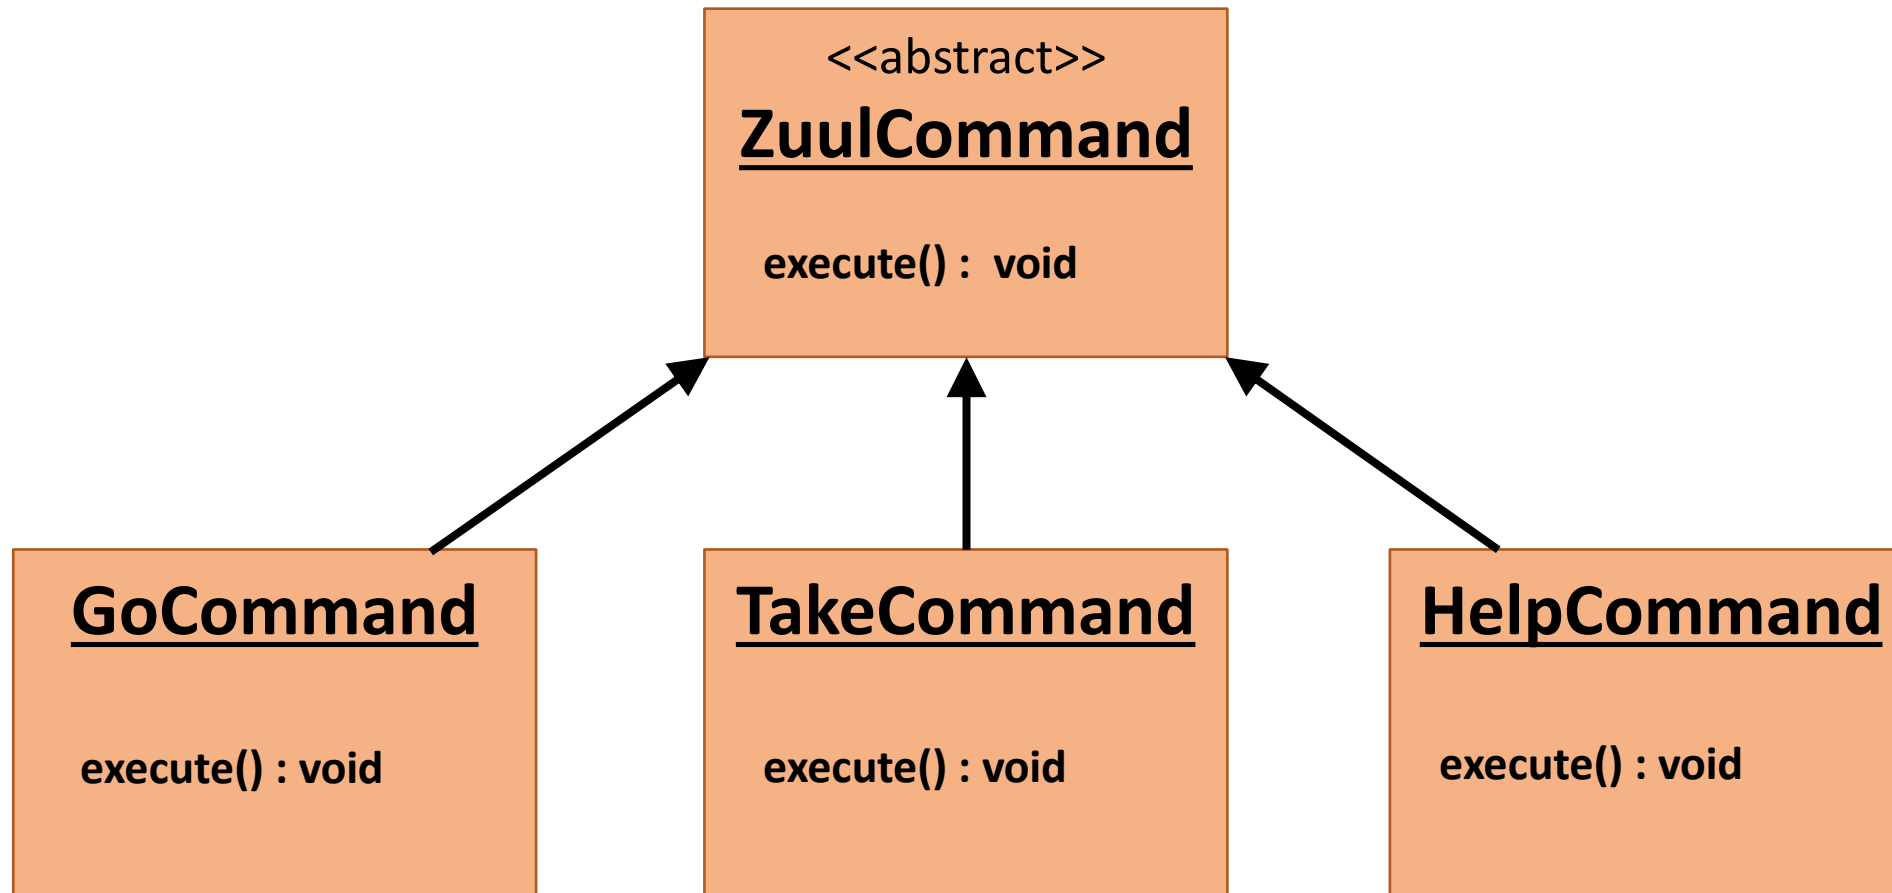 <<abstract>>
ZuulCommand
execute() : void
GoCommand
execute() : void
TakeCommand
execute() : void
HelpCommand
execute() : void